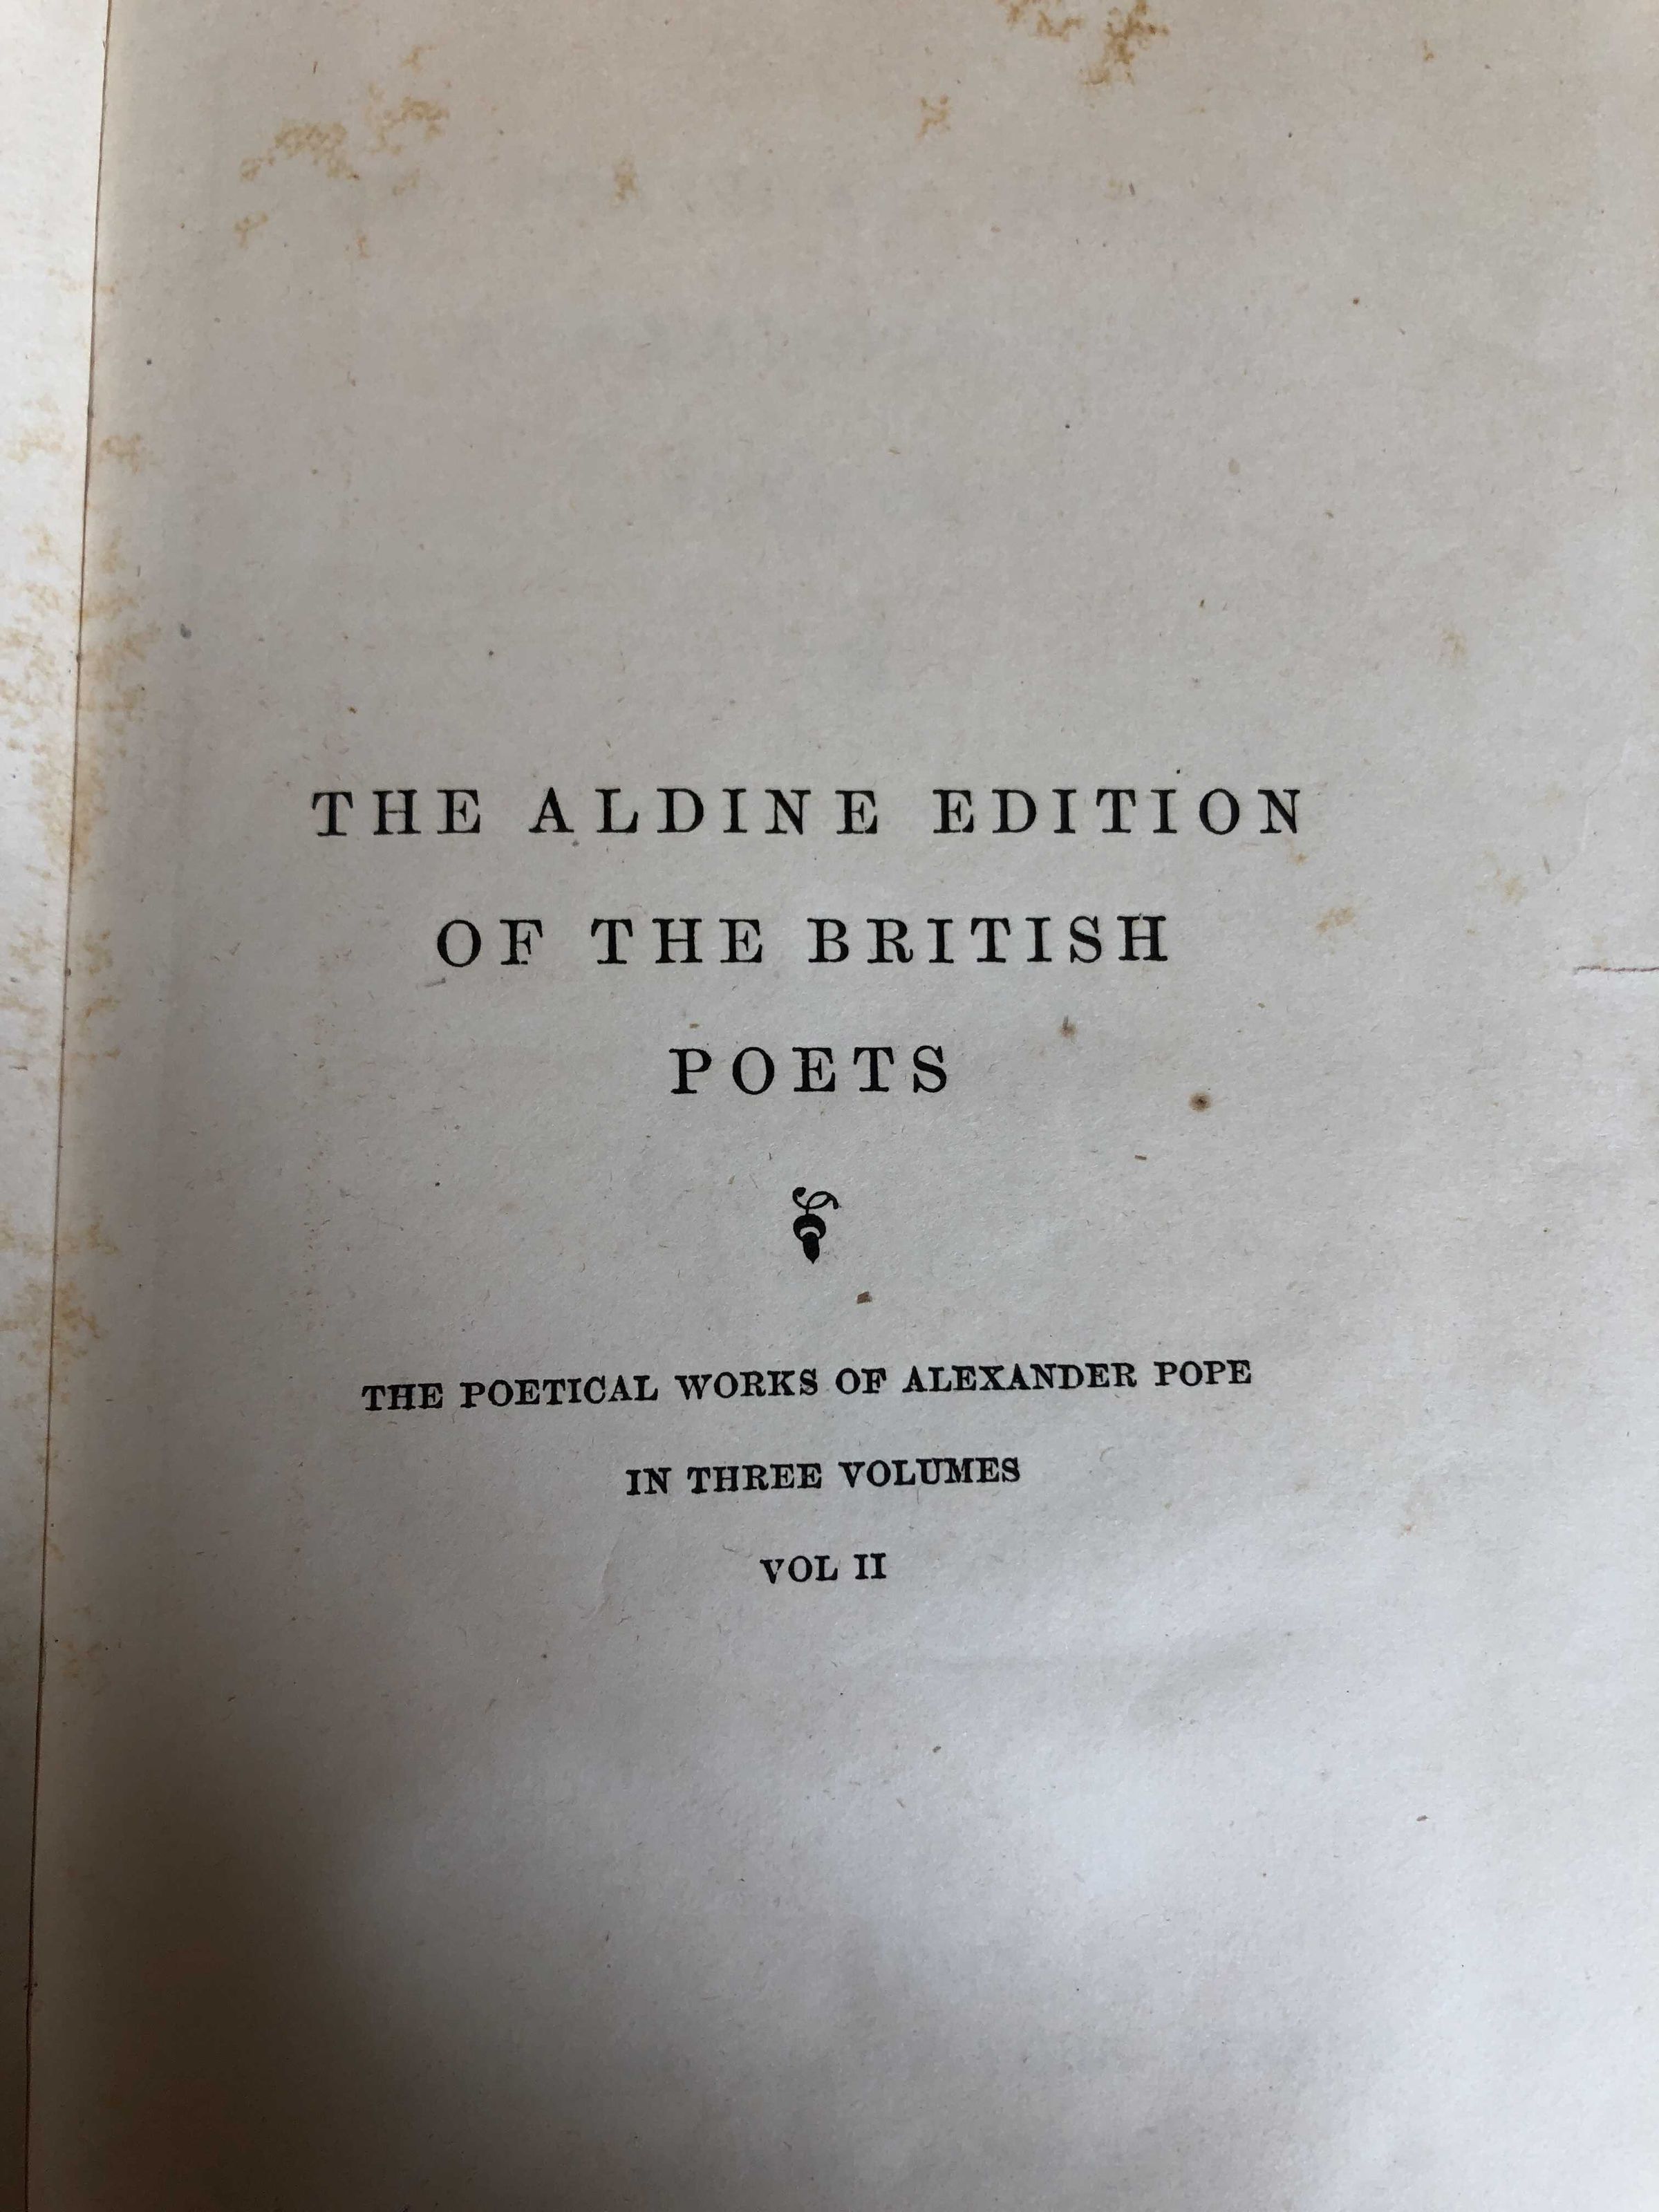 THE ALDINE EDITION
OF THE BRITISH
POETS
THE POETICAL WORKS OF ALEXANDER POPE
IN THREE VOLUMES
VOL II